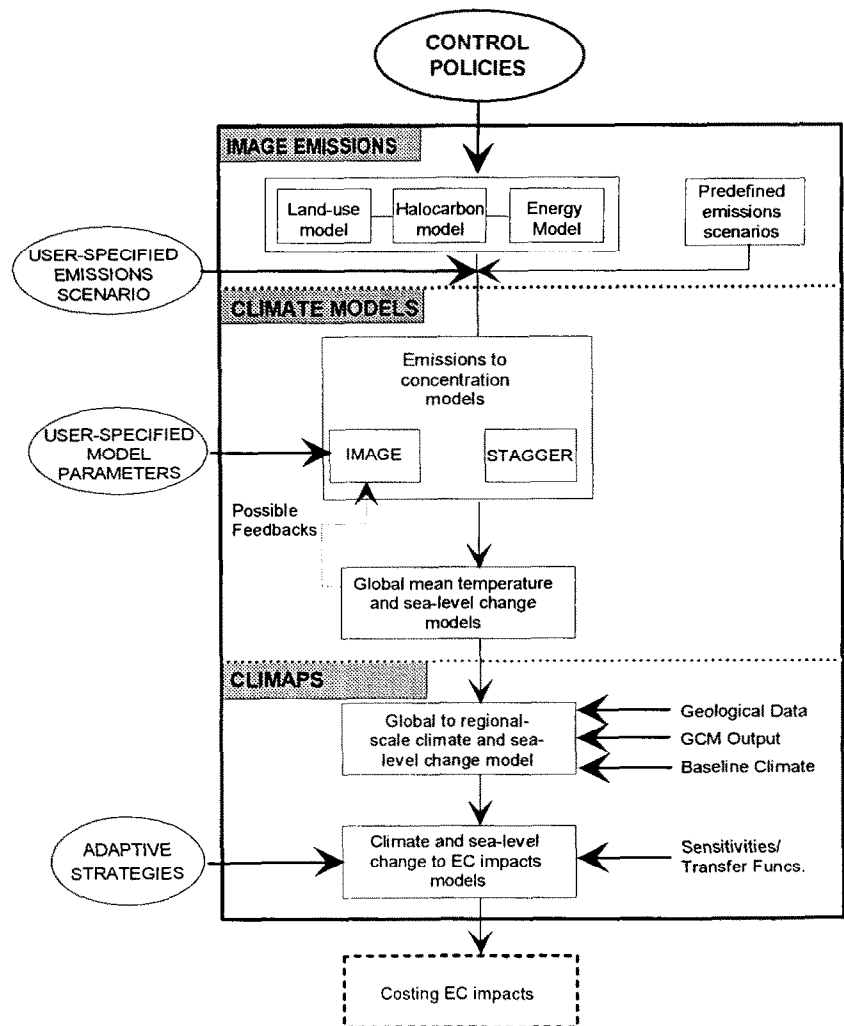 CONTROL
POLICIES
IMAGE EMISSIONS
Land-use
model
Halocarbon
model
Energy
Model
Predefined
emissions
scenarios
USER-SPECIFIED
EMISSIONS
SCENARIO
CLIMATE MODELS
Emissions to
concentration
models
USER-SPECIFIED
MODEL
PARAMETERS
IMAGE
STAGGER
Possible
Feedbacks
Global mean temperature
and sea-level change
models
CLIMAPS
Global to regional-
scale climate and sea-
level change model
Geological Data
GCM Output
Baseline Climate
ADAPTIVE
STRATEGIES
Climate and sea-level
change to EC impacts
models
Sensitivities/
Transfer Funcs.
Costing EC impacts